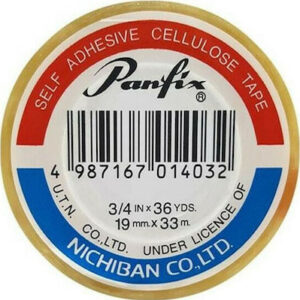 SELF ADHESIVE CELLULOSE TAPE
Panfix ®
4 987167 014032
3/4 IN x 36 YDS.
19 mm. x 33 m.
U.T.N. CO.,LTD. UNDER LICENCE OF
NICHIBAN CO.,LTD.